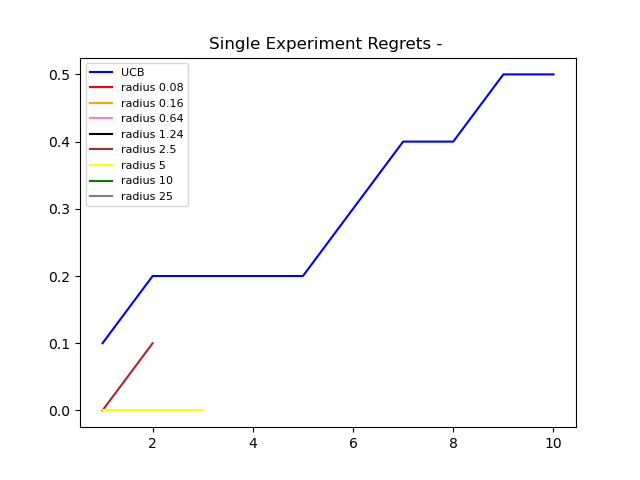 Single Experiment Regrets -
UCB
radius 0.08
radius 0.16
radius 0.64
radius 1.24
radius 2.5
radius 5
radius 10
radius 25
0.5
0.4
0.3
0.2
0.1
0.0
2 4 6 8 10